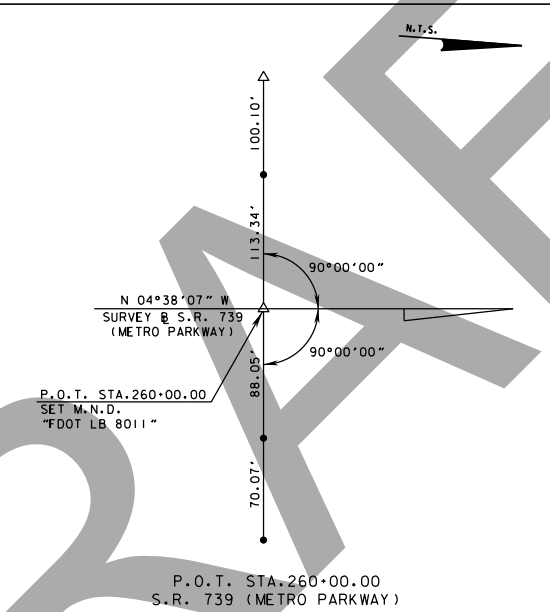 N.T.S.
100.10'
113.34'
90°00'00"
N 04°38'07" W
SURVEY ℄ S.R. 739
(METRO PARKWAY)
90°00'00"
88.05'
P.O.T. STA.260+00.00
SET M.N.D.
"FDOT LB 8011"
70.07'
P.O.T. STA.260+00.00
S.R. 739 (METRO PARKWAY)